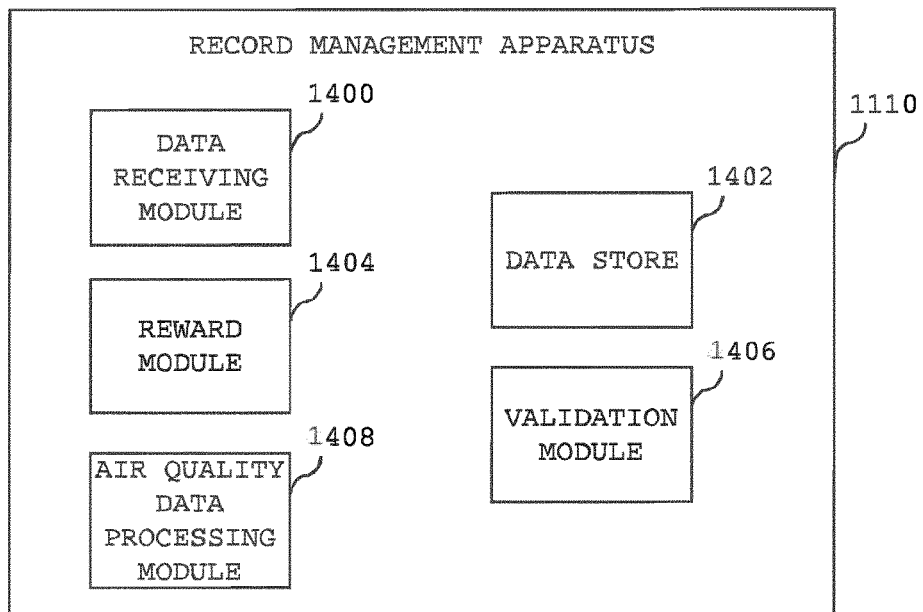 RECORD MANAGEMENT APPARATUS
1110
1400
DATA
RECEIVING
MODULE
1402
DATA STORE
1404
REWARD
MODULE
1406
VALIDATION
MODULE
1408
AIR QUALITY
DATA
PROCESSING
MODULE